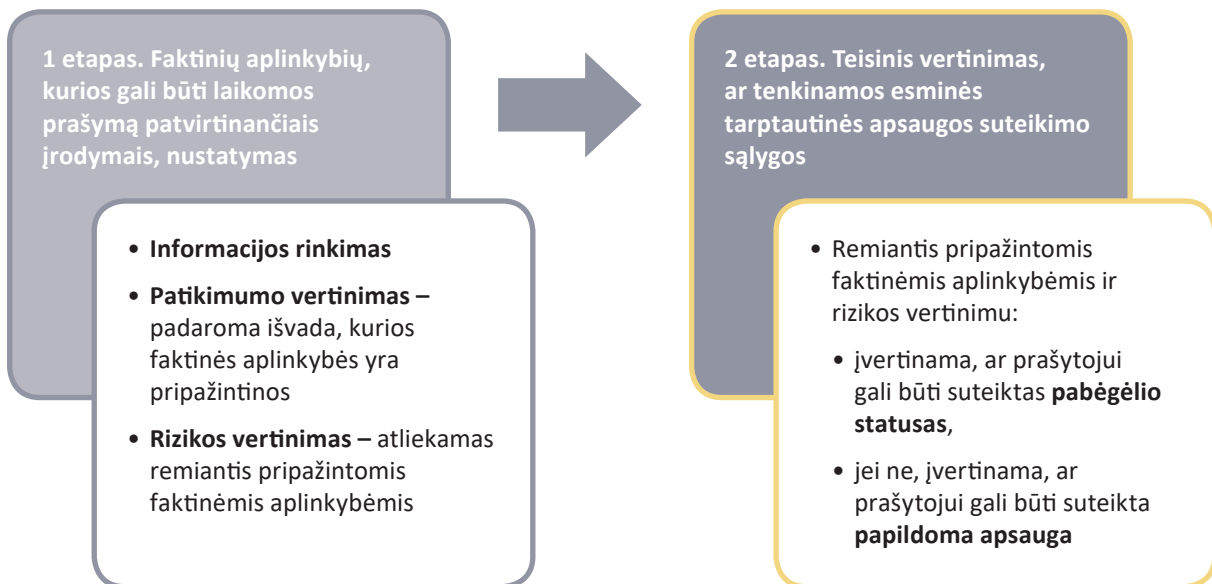 1 etapas. Faktinių aplinkybių,
kurios gali būti laikomos
prašymą patvirtinančiais
įrodymais, nustatymas
• Informacijos rinkimas
• Patikimumo vertinimas –
padaroma išvada, kurios
faktinės aplinkybės yra
pripažintinos
• Rizikos vertinimas – atliekamas
remiantis pripažintomis
faktinėmis aplinkybėmis
2 etapas. Teisinis vertinimas,
ar tenkinamos esminės
tarptautinės apsaugos suteikimo
sąlygos
• Remiantis pripažintomis
faktinėmis aplinkybėmis ir
rizikos vertinimu:
• įvertinama, ar prašytojui
gali būti suteiktas pabėgėlio
statusas,
• jei ne, įvertinama, ar
prašytojui gali būti suteikta
papildoma apsauga